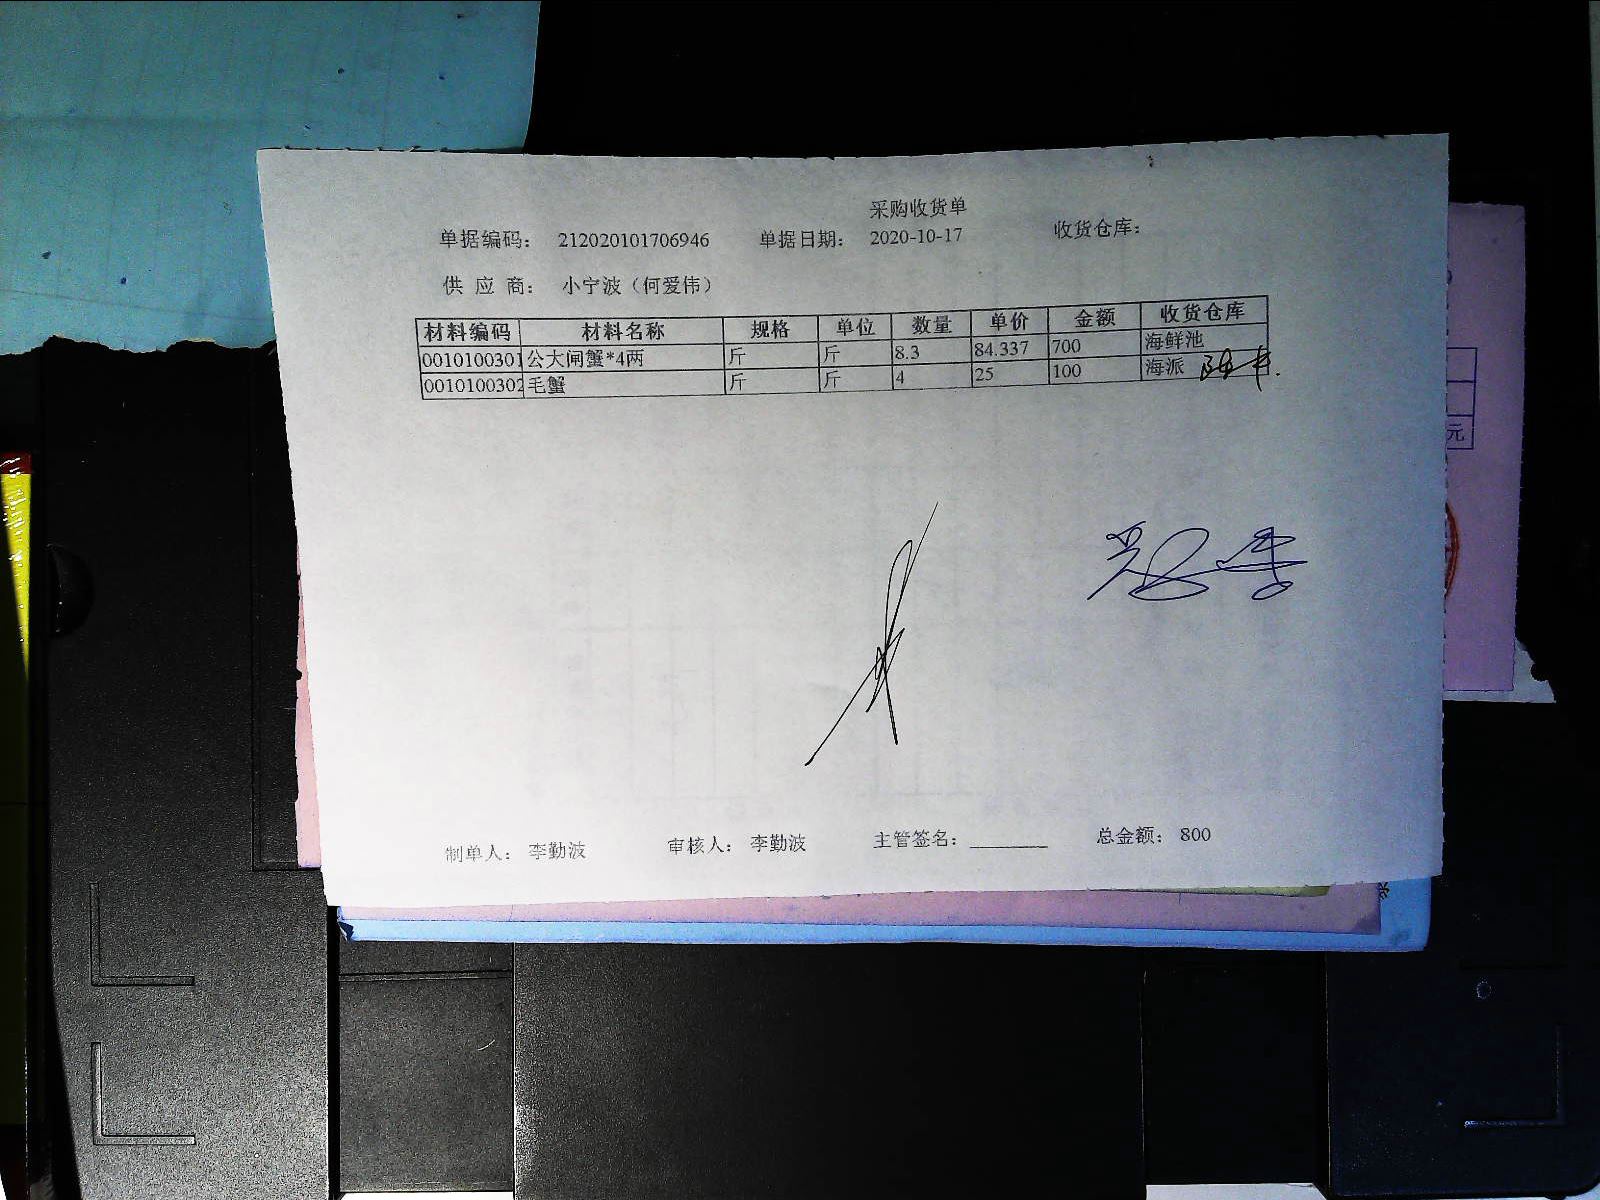 采购收货单
单据编码： 212020101706946 单据日期： 2020-10-17 收货仓库：
供 应 商： 小宁波（何爱伟）
材料编码 材料名称 规格 单位 数量 单价 金额 收货仓库
0010100301 公大闸蟹*4两 斤 斤 8.3 84.337 700 海鲜池
0010100302 毛蟹 斤 斤 4 25 100 海派
元
制单人： 李勤波 审核人： 李勤波 主管签名：______ 总金额： 800